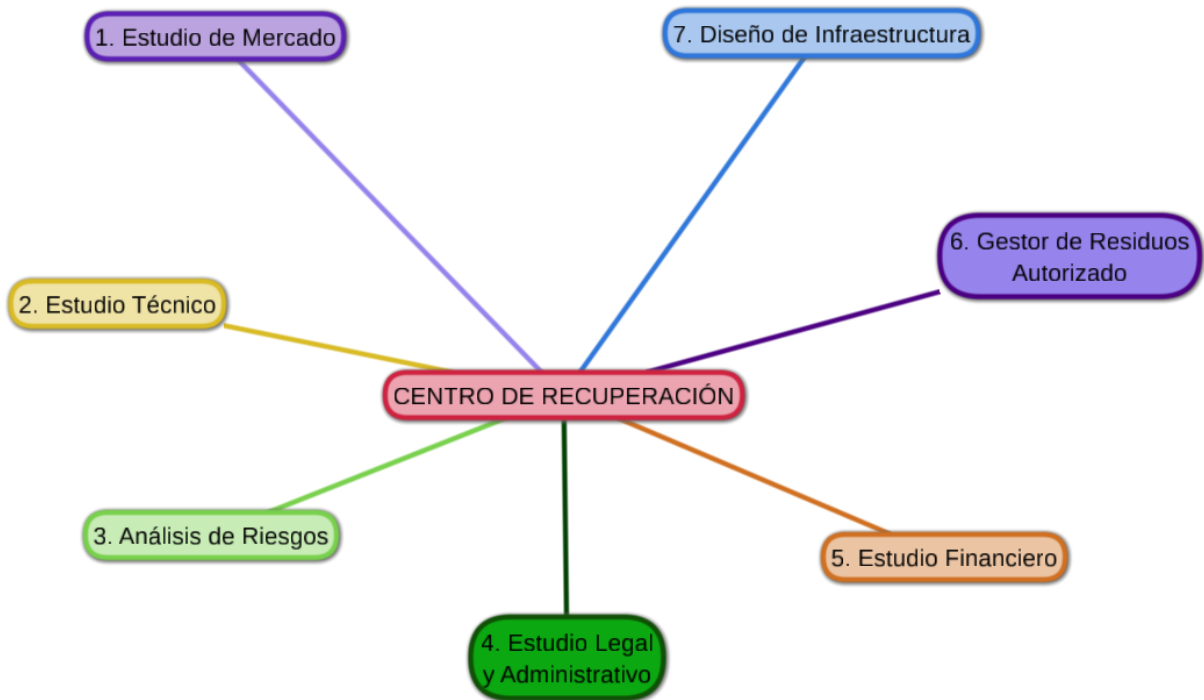 1. Estudio de Mercado
7. Diseño de Infraestructura
6. Gestor de Residuos
Autorizado
2. Estudio Técnico
CENTRO DE RECUPERACIÓN
3. Análisis de Riesgos
5. Estudio Financiero
4. Estudio Legal
y Administrativo